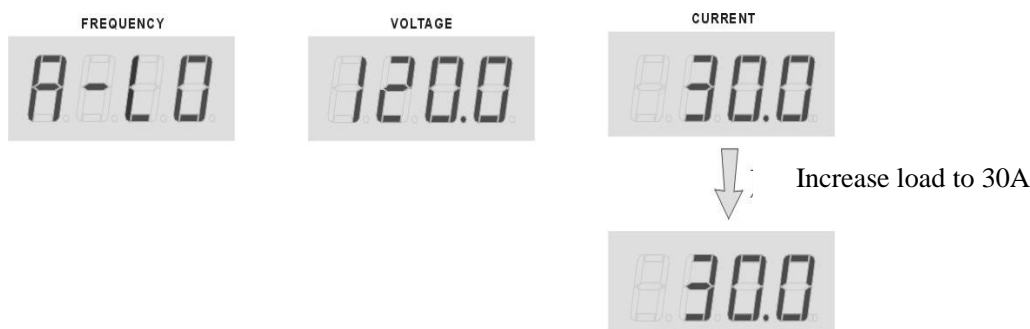 FREQUENCY VOLTAGE CURRENT
A-LO 120.0 30.0
Increase load to 30A
30.0